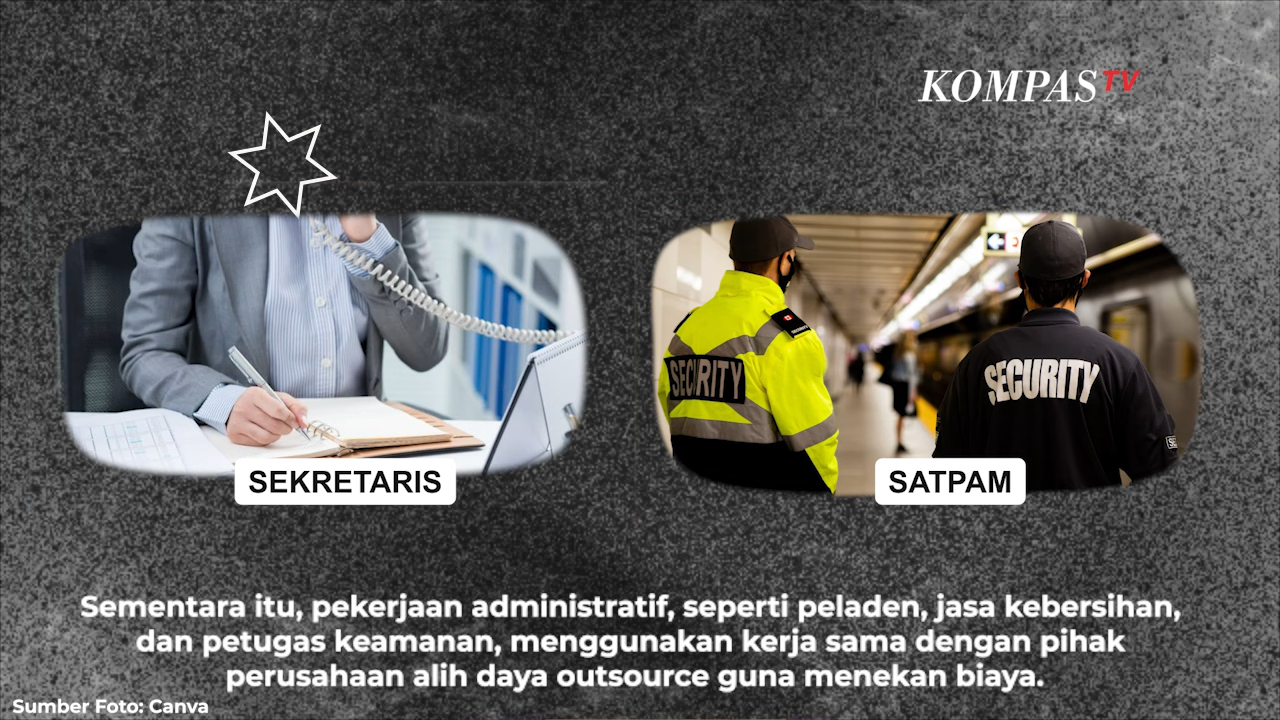 KOMPAS TV
SECURITY
SECURITY
SEKRETARIS
SATPAM
Sementara itu, pekerjaan administratif, seperti peladen, jasa kebersihan,
dan petugas keamanan, menggunakan kerja sama dengan pihak
perusahaan alih daya outsource guna menekan biaya.
Sumber Foto: Canva